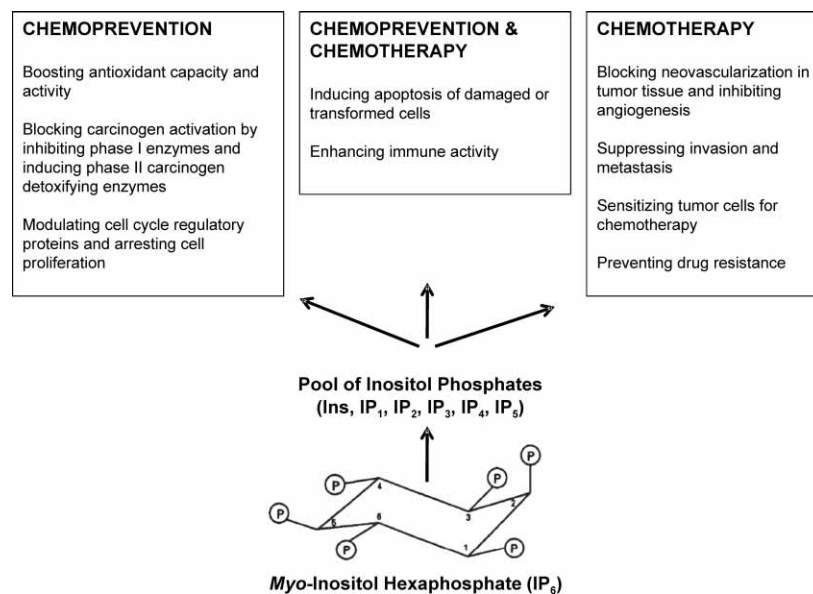 CHEMOPREVENTION
Boosting antioxidant capacity and
activity
Blocking carcinogen activation by
inhibiting phase I enzymes and
inducing phase II carcinogen
detoxifying enzymes
Modulating cell cycle regulatory
proteins and arresting cell
proliferation
CHEMOPREVENTION &
CHEMOTHERAPY
Inducing apoptosis of damaged or
transformed cells
Enhancing immune activity
CHEMOTHERAPY
Blocking neovascularization in
tumor tissue and inhibiting
angiogenesis
Suppressing invasion and
metastasis
Sensitizing tumor cells for
chemotherapy
Preventing drug resistance
Pool of Inositol Phosphates
(Ins, IP₁, IP₂, IP₃, IP₄, IP₅)
P
P
P
P
4
2
3
P
5
6
P
1
Myo-Inositol Hexaphosphate (IP₆)